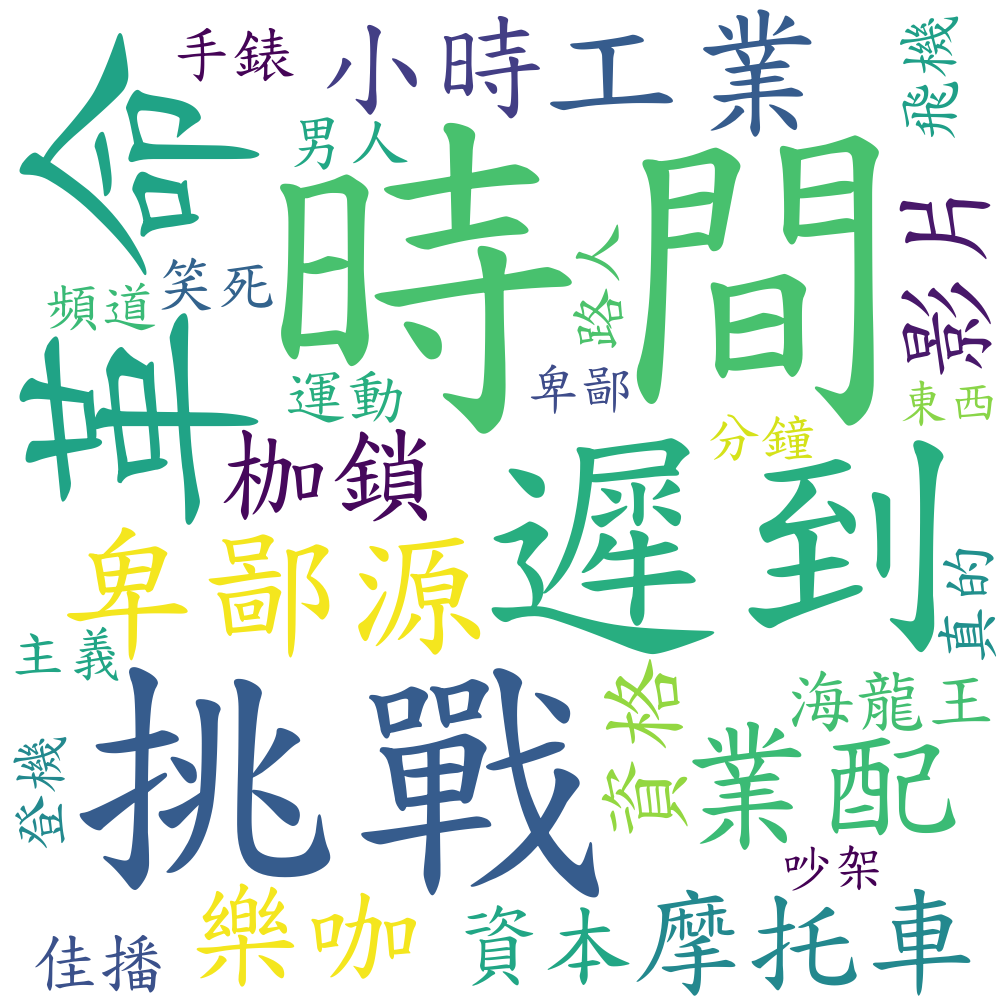 手錶
小時
工業
飛機
男人
革命
時間
影片
頻道
笑死
路人
運動
卑鄙
東西
枷鎖
分鐘
遲到
卑鄙源
真的
主義
挑戰
資格
海龍王
登機
業配
吵架
佳播
樂咖
資本
摩托車